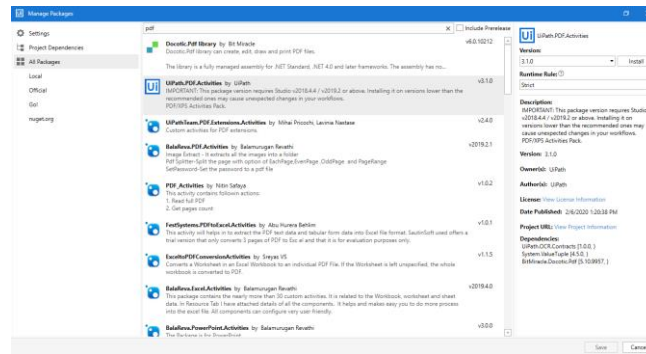 Manage Packages
Settings
Project Dependencies
All Packages
Local
Official
Go!
nuget.org
pdf
Include Prerelease
Docotic.Pdf library by Bit Miracle
v6.0.10212
Docotic.Pdf library can create, edit, draw and print PDF files.
The library is a fully managed assembly for .NET Standard, .NET 4.0 and later frameworks. The assembly has no...
UiPath.PDF.Activities by UiPath
v3.1.0
IMPORTANT: This package version requires Studio v2018.4.4 / v2019.2 or above. Installing it on versions lower than the
recommended ones may cause unexpected changes in your workflows.
PDF/XPS Activities Pack.
UiPathTeam.PDF.Extensions.Activities by Mihai Pricochi, Lavinia Nastase
v2.4.0
Custom activities for PDF extensions
BalaReva.PDF.Activities by Balamurugan Revathi
v2019.2.1
Image Extract - It extracts all the images into a folder
Pdf Splitter-Split the page with option of EachPage,EvenPage ,OddPage and PageRange
SetPassword-Set the password to a pdf file
PDF_Activities by Nitin Safaya
v1.0.2
This activity contains followin actions:
1. Read full PDF
2. Get pages count
FestSystems.PDFtoExcel.Activities by Abu Hurera Behlim
v1.0.1
This activity will helps in to extract the PDF text data and tabular form data into Excel file format. SautinSoft used offers a
trial version that only converts 3 pages of PDF to Excel and that it is for evaluation purposes only.
ExceltoPDFConversionActivities by Sreyas VS
v1.1.5
Converts a Worksheet in an Excel Workbook to an individual PDF File. If the Worksheet is left unspecified, the whole
workbook is converted to PDF.
BalaReva.Excel.Activities by Balamurugan Revathi
v2019.4.0
This package contains the nearly more than 30 custom activities. It is related to the Workbook, worksheet and sheet
data. In Resource Tab I have attached details of all the components. It helps and makes easy you to do more process
into the excel file. All components can configure very user friendly.
BalaReva.PowerPoint.Activities by Balamurugan Revathi
v3.0.0
The Package is for PowerPoint
Ui
UiPath.PDF.Activities
Version:
3.1.0
Install
Runtime Rule:
Strict
Description:
IMPORTANT: This package version requires Studio
v2018.4.4 / v2019.2 or above. Installing it on
versions lower than the recommended ones may
cause unexpected changes in your workflows.
PDF/XPS Activities Pack.
Version: 3.1.0
Owner(s): UiPath
Author(s): UiPath
License: View License Information
Date Published: 2/6/2020 1:20:38 PM
Project URL: View Project Information
Dependencies:
UiPath.OCR.Contracts [1.0.0, )
System.ValueTuple [4.5.0, )
BitMiracle.Docotic.Pdf [5.10.9957, )
Save
Cance